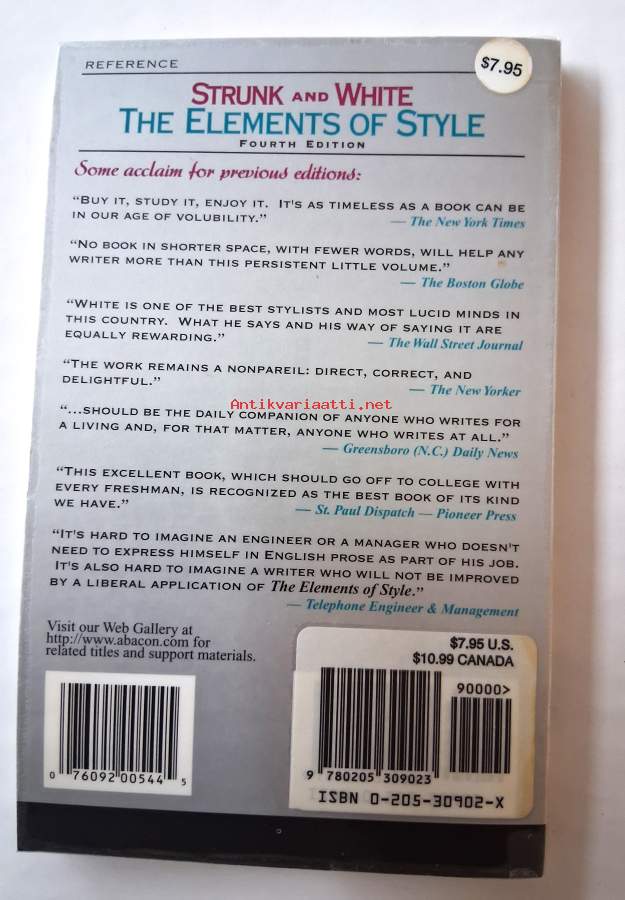 REFERENCE
$7.95
STRUNK AND WHITE
THE ELEMENTS OF STYLE
FOURTH EDITION
Some acclaim for previous editions:
“BUY IT, STUDY IT, ENJOY IT. IT'S AS TIMELESS AS A BOOK CAN BE
IN OUR AGE OF VOLUBILITY.” — The New York Times
“NO BOOK IN SHORTER SPACE, WITH FEWER WORDS, WILL HELP ANY
WRITER MORE THAN THIS PERSISTENT LITTLE VOLUME.”
— The Boston Globe
“WHITE IS ONE OF THE BEST STYLISTS AND MOST LUCID MINDS IN
THIS COUNTRY. WHAT HE SAYS AND HIS WAY OF SAYING IT ARE
EQUALLY REWARDING.” — The Wall Street Journal
“THE WORK REMAINS A NONPAREIL: DIRECT, CORRECT, AND
DELIGHTFUL.” — The New Yorker
Antikvariaatti.net
“...SHOULD BE THE DAILY COMPANION OF ANYONE WHO WRITES FOR
A LIVING AND, FOR THAT MATTER, ANYONE WHO WRITES AT ALL.”
— Greensboro (N.C.) Daily News
“THIS EXCELLENT BOOK, WHICH SHOULD GO OFF TO COLLEGE WITH
EVERY FRESHMAN, IS RECOGNIZED AS THE BEST BOOK OF ITS KIND
WE HAVE.” — St. Paul Dispatch — Pioneer Press
“IT'S HARD TO IMAGINE AN ENGINEER OR A MANAGER WHO DOESN'T
NEED TO EXPRESS HIMSELF IN ENGLISH PROSE AS PART OF HIS JOB.
IT'S ALSO HARD TO IMAGINE A WRITER WHO WILL NOT BE IMPROVED
BY A LIBERAL APPLICATION OF The Elements of Style.”
— Telephone Engineer & Management
Visit our Web Gallery at
http://www.abacon.com for
related titles and support materials.
0 76092 00544 5
$7.95 U.S.
$10.99 CANADA
90000>
9 780205 309023
ISBN 0-205-30902-X